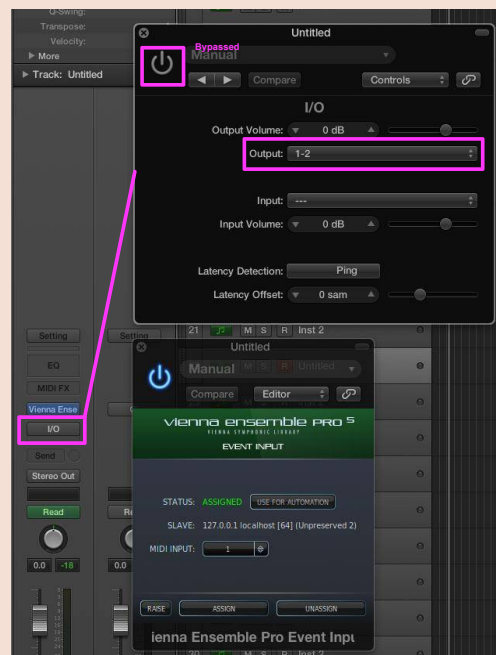 Q-Swing:
Transpose:
Velocity:
More
Track: Untitled
Untitled
Bypassed
Manual
Compare
Controls
I/O
Output Volume: 0 dB
Output: 1-2
Input: ---
Input Volume: 0 dB
Latency Detection: Ping
Latency Offset: 0 sam
21 M S R Inst 2
Setting
Setting
EQ
MIDI FX
Vienna Ense
I/O
Send
Stereo Out
Read
0.0 -18
0.0
Untitled
Manual M S R Untitled
Compare Editor
vienna ensemble PRO 5
VIENNA SYMPHONIC LIBRARY
EVENT INPUT
STATUS: ASSIGNED USE FOR AUTOMATION
SLAVE: 127.0.0.1 localhost [64] (Unpreserved 2)
MIDI INPUT: 1
RAISE ASSIGN UNASSIGN
ienna Ensemble Pro Event Inpu
30 M S R Inst 2